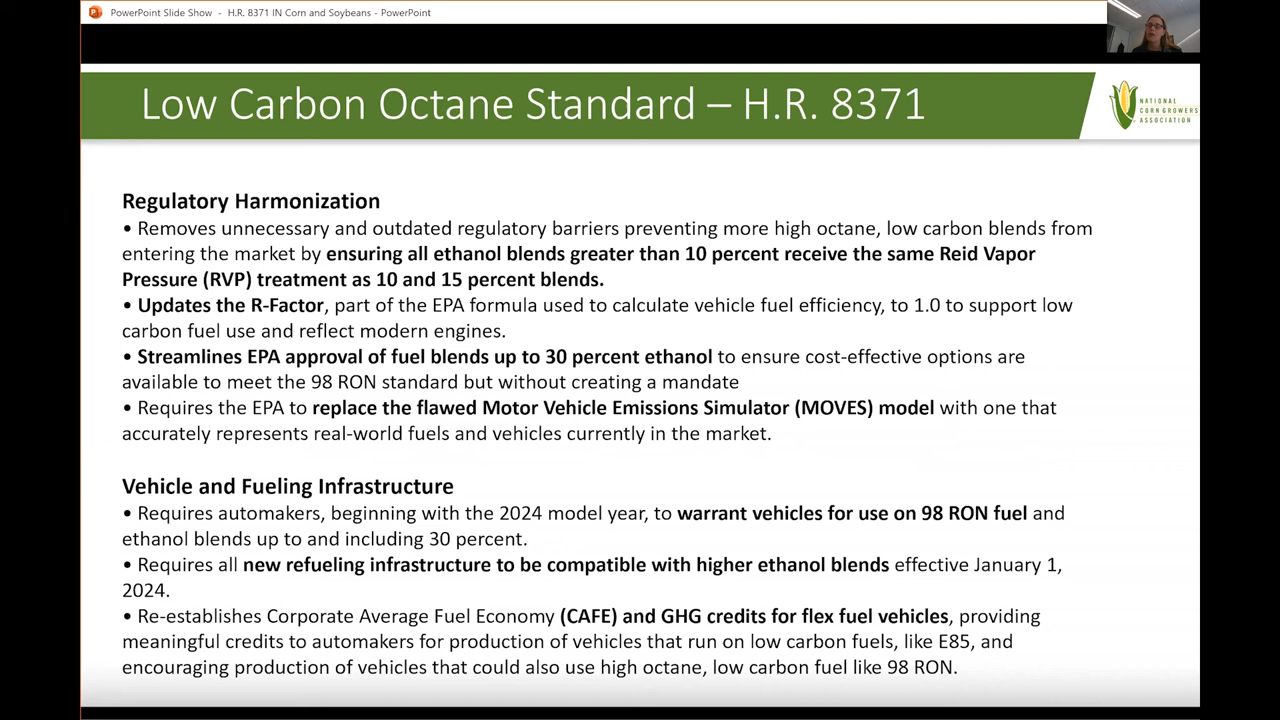 PowerPoint Slide Show - H.R. 8371 IN Corn and Soybeans - PowerPoint
Low Carbon Octane Standard – H.R. 8371
NATIONAL
CORN GROWERS
ASSOCIATION
Regulatory Harmonization
• Removes unnecessary and outdated regulatory barriers preventing more high octane, low carbon blends from
entering the market by ensuring all ethanol blends greater than 10 percent receive the same Reid Vapor
Pressure (RVP) treatment as 10 and 15 percent blends.
• Updates the R-Factor, part of the EPA formula used to calculate vehicle fuel efficiency, to 1.0 to support low
carbon fuel use and reflect modern engines.
• Streamlines EPA approval of fuel blends up to 30 percent ethanol to ensure cost-effective options are
available to meet the 98 RON standard but without creating a mandate
• Requires the EPA to replace the flawed Motor Vehicle Emissions Simulator (MOVES) model with one that
accurately represents real-world fuels and vehicles currently in the market.
Vehicle and Fueling Infrastructure
• Requires automakers, beginning with the 2024 model year, to warrant vehicles for use on 98 RON fuel and
ethanol blends up to and including 30 percent.
• Requires all new refueling infrastructure to be compatible with higher ethanol blends effective January 1,
2024.
• Re-establishes Corporate Average Fuel Economy (CAFE) and GHG credits for flex fuel vehicles, providing
meaningful credits to automakers for production of vehicles that run on low carbon fuels, like E85, and
encouraging production of vehicles that could also use high octane, low carbon fuel like 98 RON.